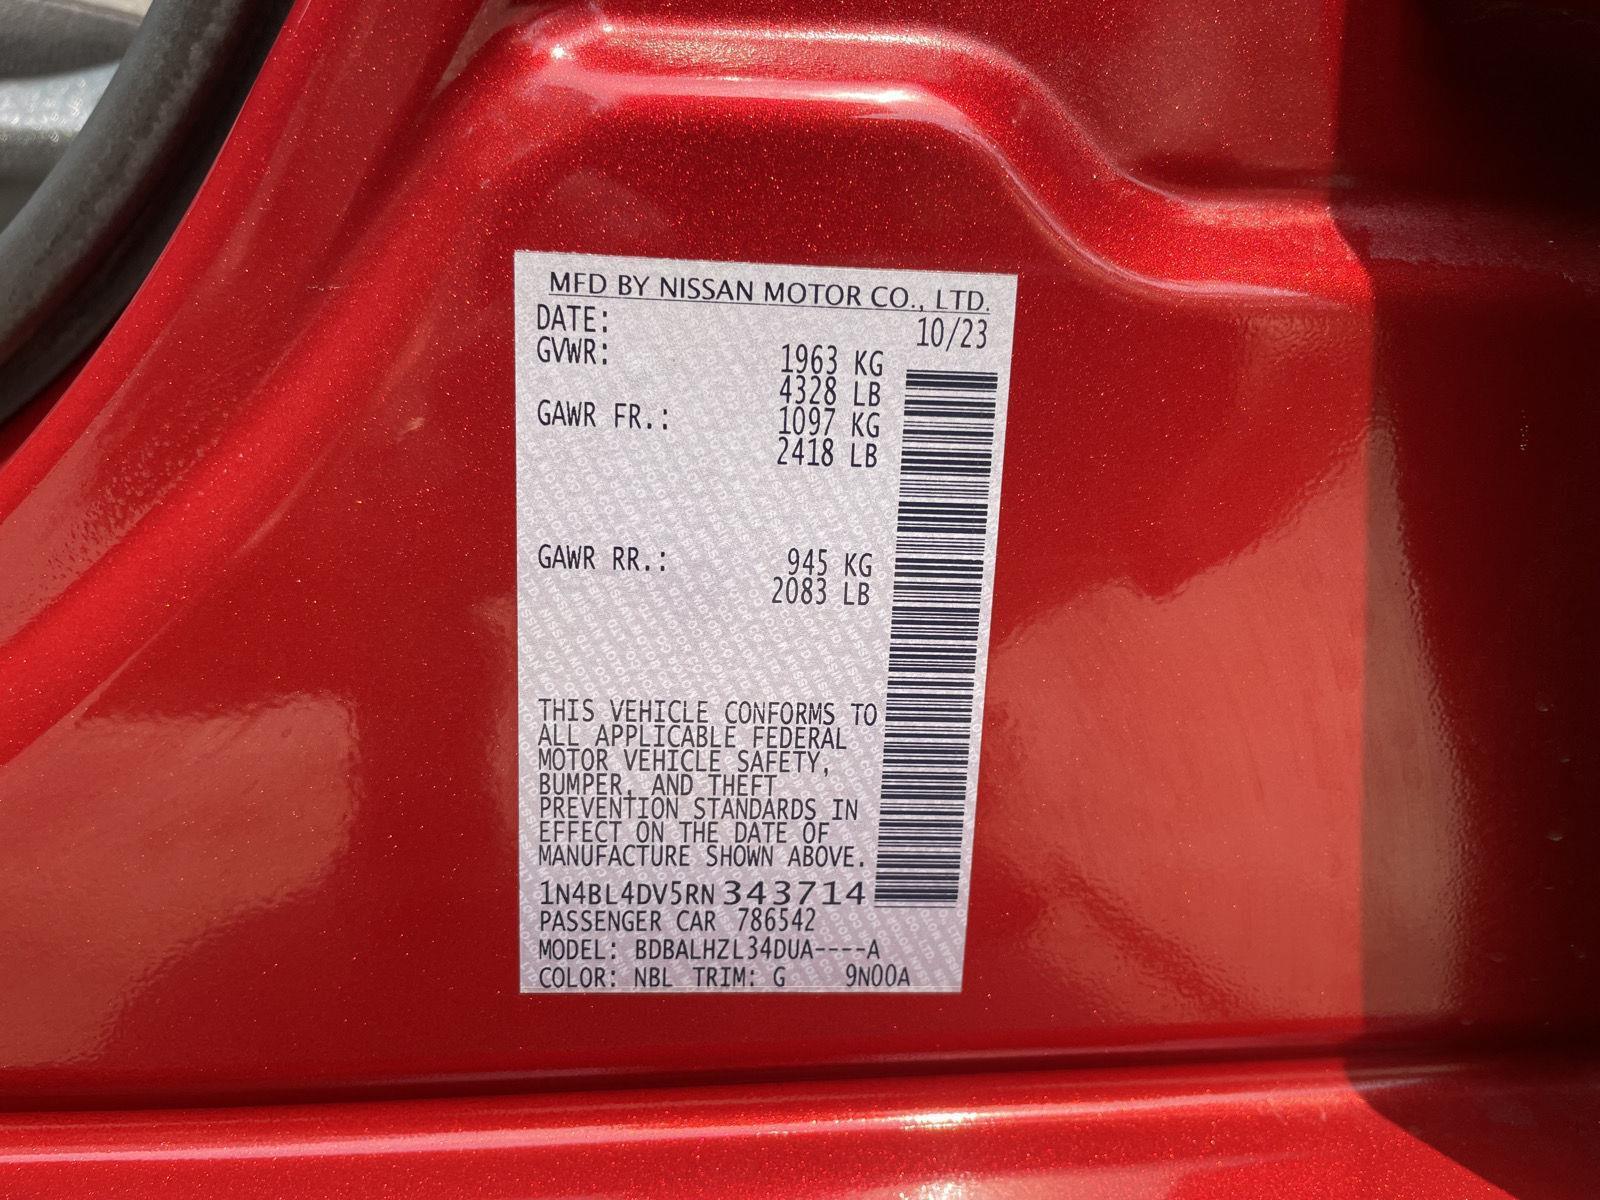 MFD BY NISSAN MOTOR CO., LTD.
DATE: 10/23
GVWR: 1963 KG
4328 LB
GAWR FR.: 1097 KG
2418 LB
GAWR RR.: 945 KG
2083 LB
THIS VEHICLE CONFORMS TO
ALL APPLICABLE FEDERAL
MOTOR VEHICLE SAFETY,
BUMPER, AND THEFT
PREVENTION STANDARDS IN
EFFECT ON THE DATE OF
MANUFACTURE SHOWN ABOVE.
1N4BL4DV5RN343714
PASSENGER CAR 786542
MODEL: BDBALHZL34DUA----A
COLOR: NBL TRIM: G 9N00A